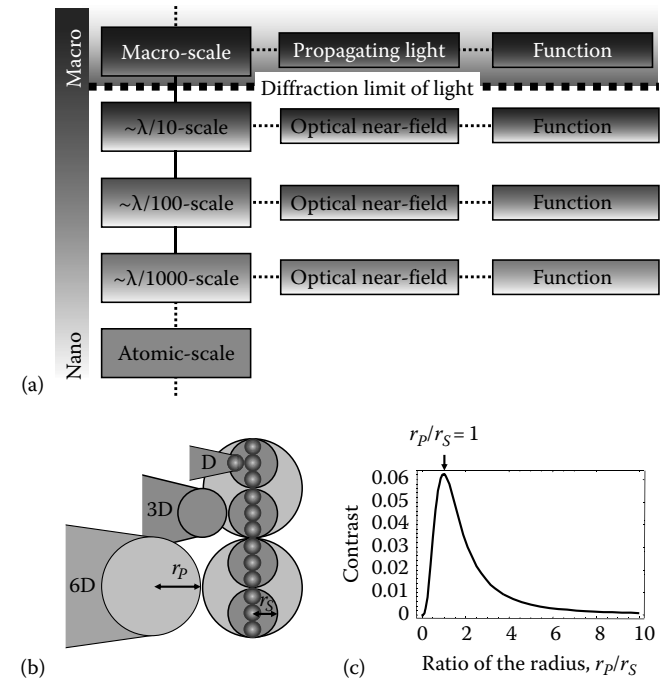 Macro
Macro-scale
Propagating light
Function
Diffraction limit of light
~λ/10-scale
Optical near-field
Function
~λ/100-scale
Optical near-field
Function
~λ/1000-scale
Optical near-field
Function
Nano
Atomic-scale
(a)
D
3D
6D
r_P
r_S
(b)
r_P/r_S = 1
Contrast
0.06
0.05
0.04
0.03
0.02
0.01
0
0 2 4 6 8 10
Ratio of the radius, r_P/r_S
(c)